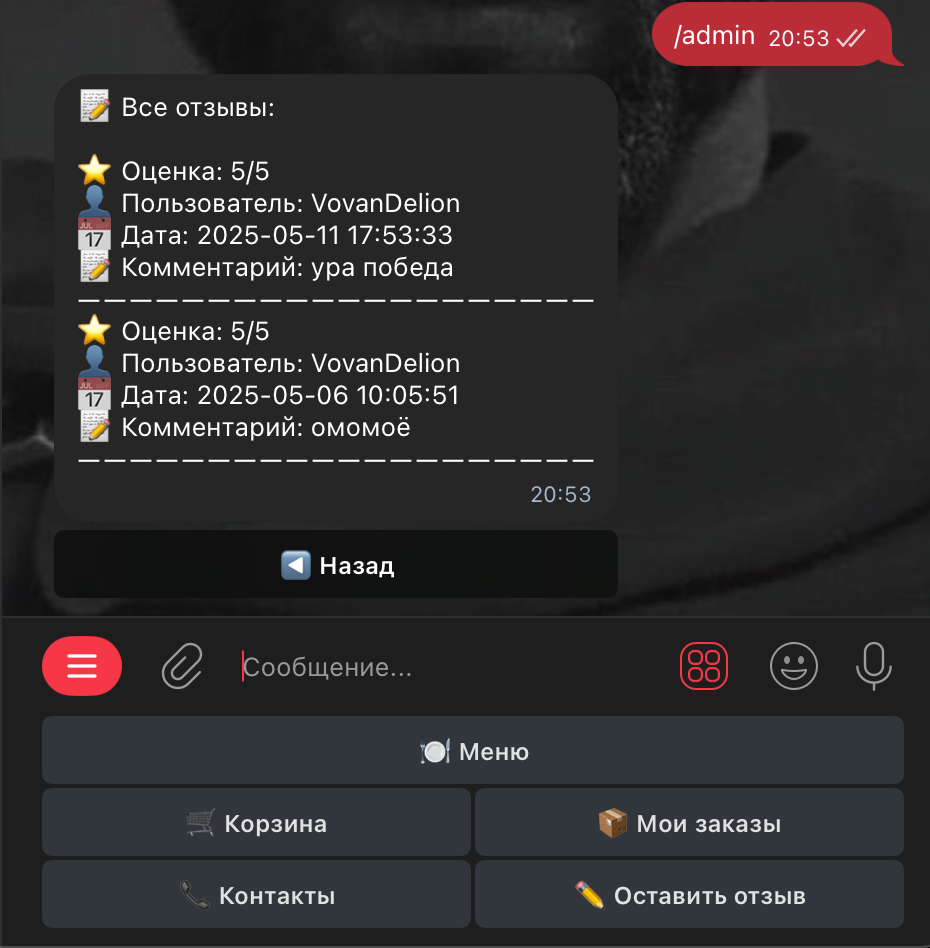 /admin 20:53
Все отзывы:
Оценка: 5/5
Пользователь: VovanDelion
Дата: 2025-05-11 17:53:33
Комментарий: ура победа
————————————————————
Оценка: 5/5
Пользователь: VovanDelion
Дата: 2025-05-06 10:05:51
Комментарий: омомоё
————————————————————
20:53
Назад
Сообщение...
Меню
Корзина
Мои заказы
Контакты
Оставить отзыв